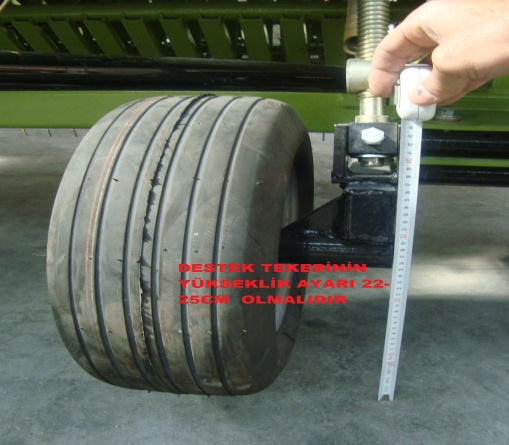 DESTEK TEKERİNİN
YÜKSEKLİK AYARI 22-
25CM OLMALIDIR